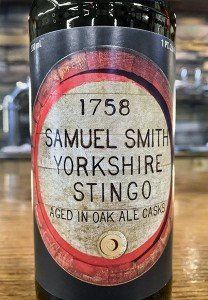 1758
SAMUEL SMITH
YORKSHIRE
STINGO
AGED IN OAK ALE CASKS